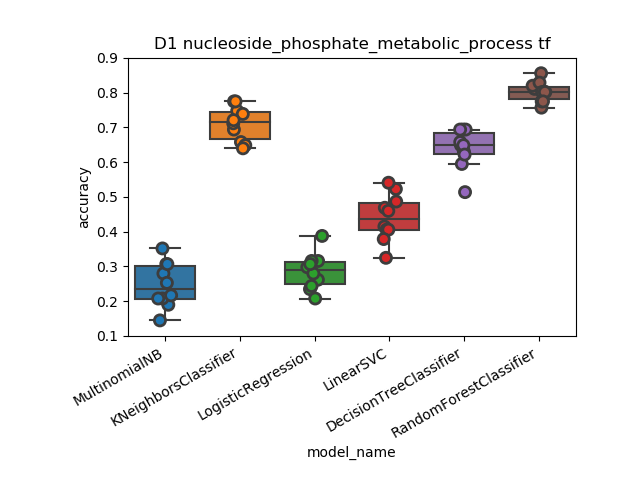 D1 nucleoside_phosphate_metabolic_process tf
accuracy
0.9
0.8
0.7
0.6
0.5
0.4
0.3
0.2
0.1
MultinomialNB
KNeighborsClassifier
LogisticRegression
LinearSVC
DecisionTreeClassifier
RandomForestClassifier
model_name